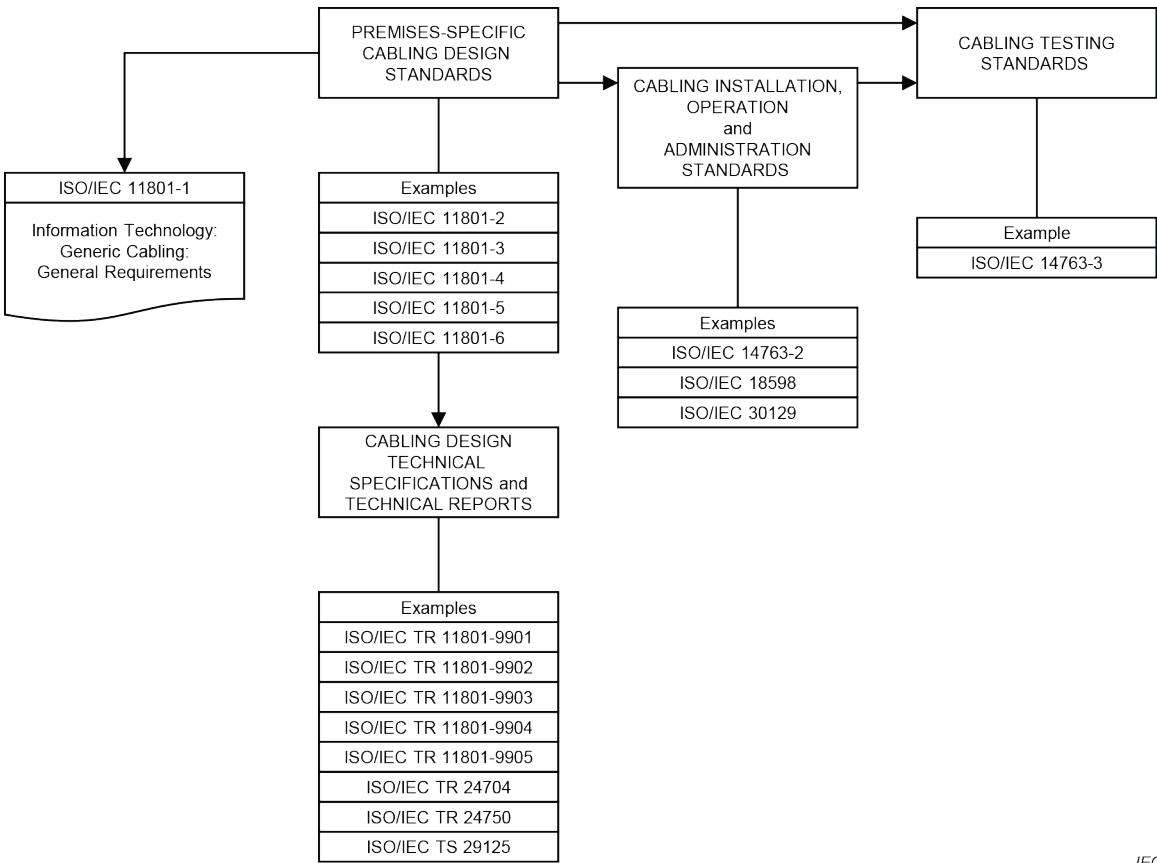 PREMISES-SPECIFIC
CABLING DESIGN
STANDARDS
CABLING TESTING
STANDARDS
CABLING INSTALLATION,
OPERATION
and
ADMINISTRATION
STANDARDS
ISO/IEC 11801-1
Information Technology:
Generic Cabling:
General Requirements
Examples
ISO/IEC 11801-2
ISO/IEC 11801-3
ISO/IEC 11801-4
ISO/IEC 11801-5
ISO/IEC 11801-6
Example
ISO/IEC 14763-3
Examples
ISO/IEC 14763-2
ISO/IEC 18598
ISO/IEC 30129
CABLING DESIGN
TECHNICAL
SPECIFICATIONS and
TECHNICAL REPORTS
Examples
ISO/IEC TR 11801-9901
ISO/IEC TR 11801-9902
ISO/IEC TR 11801-9903
ISO/IEC TR 11801-9904
ISO/IEC TR 11801-9905
ISO/IEC TR 24704
ISO/IEC TR 24750
ISO/IEC TS 29125
IEC